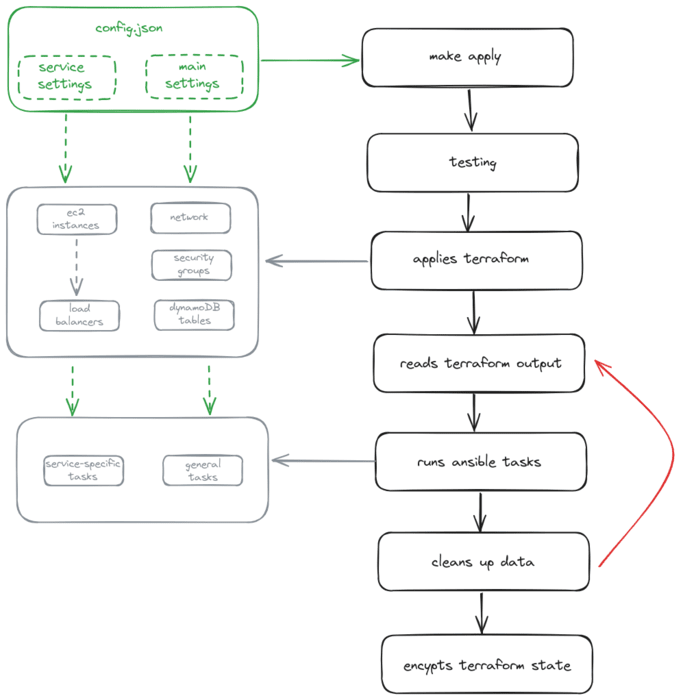 config.json
service
settings
main
settings
make apply
testing
ec2
instances
network
security
groups
load
balancers
dynamoDB
tables
applies terraform
reads terraform output
service-specific
tasks
general
tasks
runs ansible tasks
cleans up data
encypts terraform state